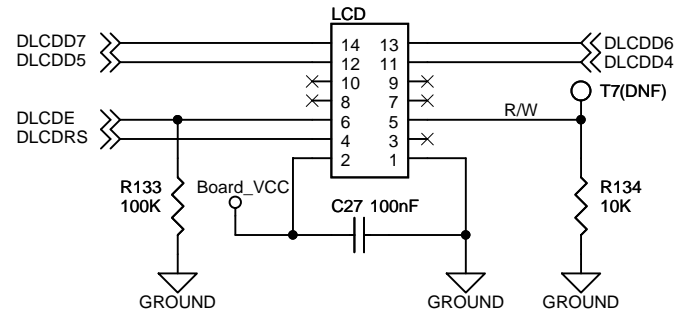 LCD
DLCDD7 14 13 DLCDD6
DLCDD5 12 11 DLCDD4
10 9
8 7 T7(DNF)
DLCDE 6 5 R/W
DLCDRS 4 3
2 1
R133 Board_VCC R134
100K C27 100nF 10K
GROUND GROUND GROUND